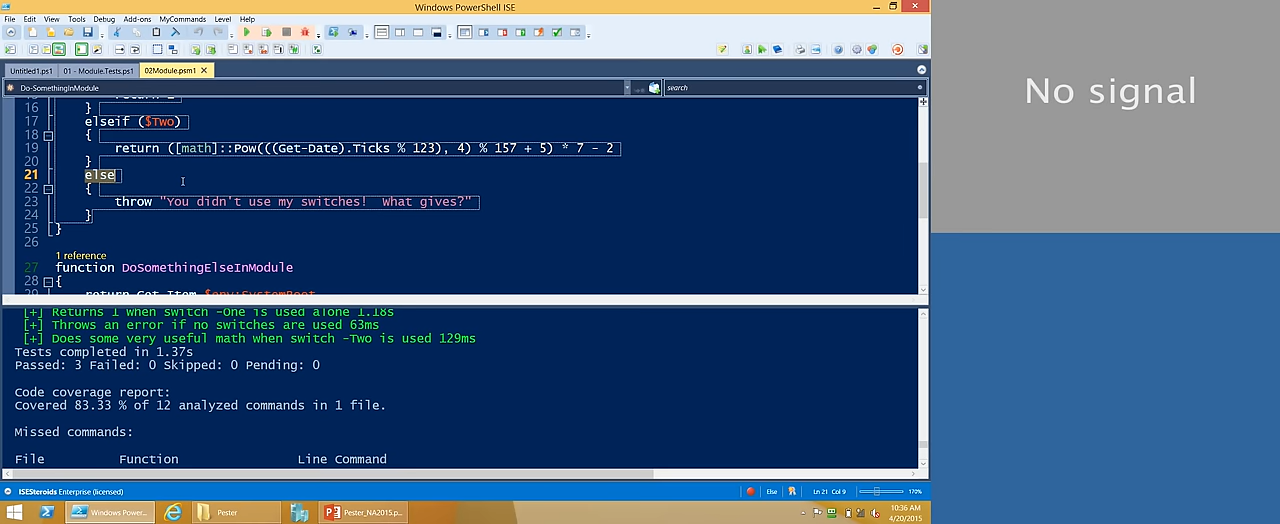 Windows PowerShell ISE
File Edit View Tools Debug Add-ons MyCommands Level Help
Untitled1.ps1 01 - Module.Tests.ps1 02Module.psm1
Do-SomethingInModule search
16 }
17 elseif ($Two)
18 {
19 return ([math]::Pow(((Get-Date).Ticks % 123), 4) % 157 + 5) * 7 - 2
20 }
21 else
22 {
23 throw "You didn't use my switches!  What gives?"
24 }
25 }
26
1 reference
27 function DoSomethingElseInModule
28 {
29 return Get-Item $env:SystemRoot
[+] Returns 1 when switch -One is used alone 1.18s
[+] Throws an error if no switches are used 63ms
[+] Does some very useful math when switch -Two is used 129ms
Tests completed in 1.37s
Passed: 3 Failed: 0 Skipped: 0 Pending: 0
Code coverage report:
Covered 83.33 % of 12 analyzed commands in 1 file.
Missed commands:
File Function Line Command
ISESteroids Enterprise (licensed) Else Ln 21 Col 9 170%
Windows Power... Pester Pester_NA2015.p...
10:36 AM
4/20/2015
No signal